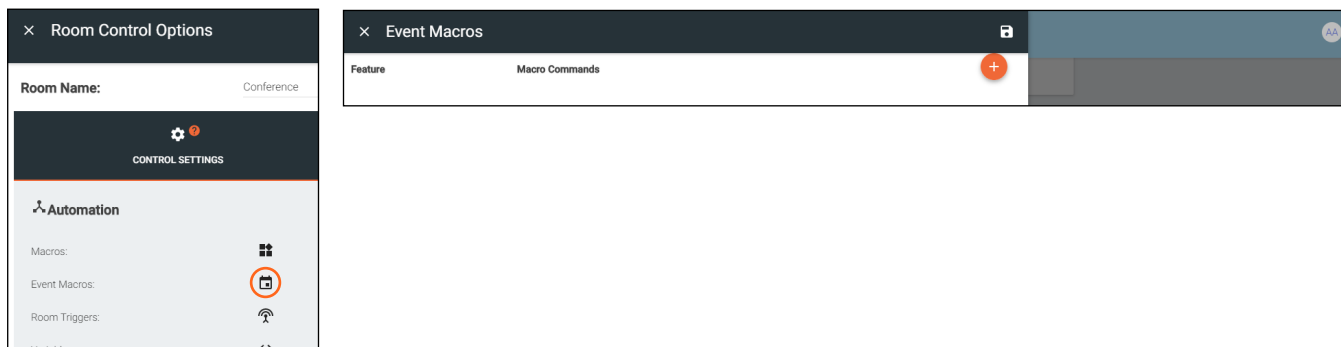 × Room Control Options
Room Name: Conference
?
CONTROL SETTINGS
Automation
Macros:
Event Macros:
Room Triggers:
× Event Macros
AA
Feature Macro Commands
+